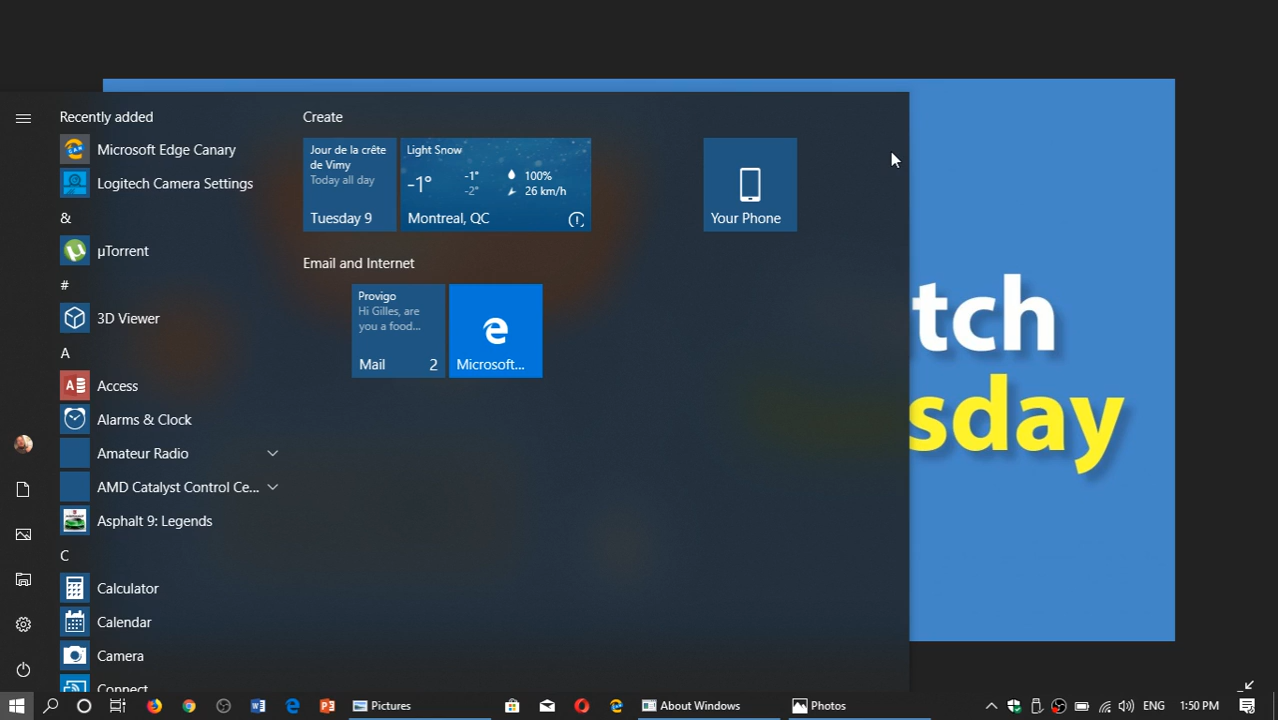 Recently added
Microsoft Edge Canary
Logitech Camera Settings
&
µTorrent
#
3D Viewer
A
Access
Alarms & Clock
Amateur Radio
AMD Catalyst Control Ce...
Asphalt 9: Legends
C
Calculator
Calendar
Camera
Connect
Create
Jour de la crête
de Vimy
Today all day
Tuesday 9
Light Snow
-1°
-1°
-2°
100%
26 km/h
Montreal, QC
Your Phone
Email and Internet
Provigo
Hi Gilles, are
you a food...
Mail 2
Microsoft...
tch
sday
Pictures
About Windows
Photos
ENG
1:50 PM